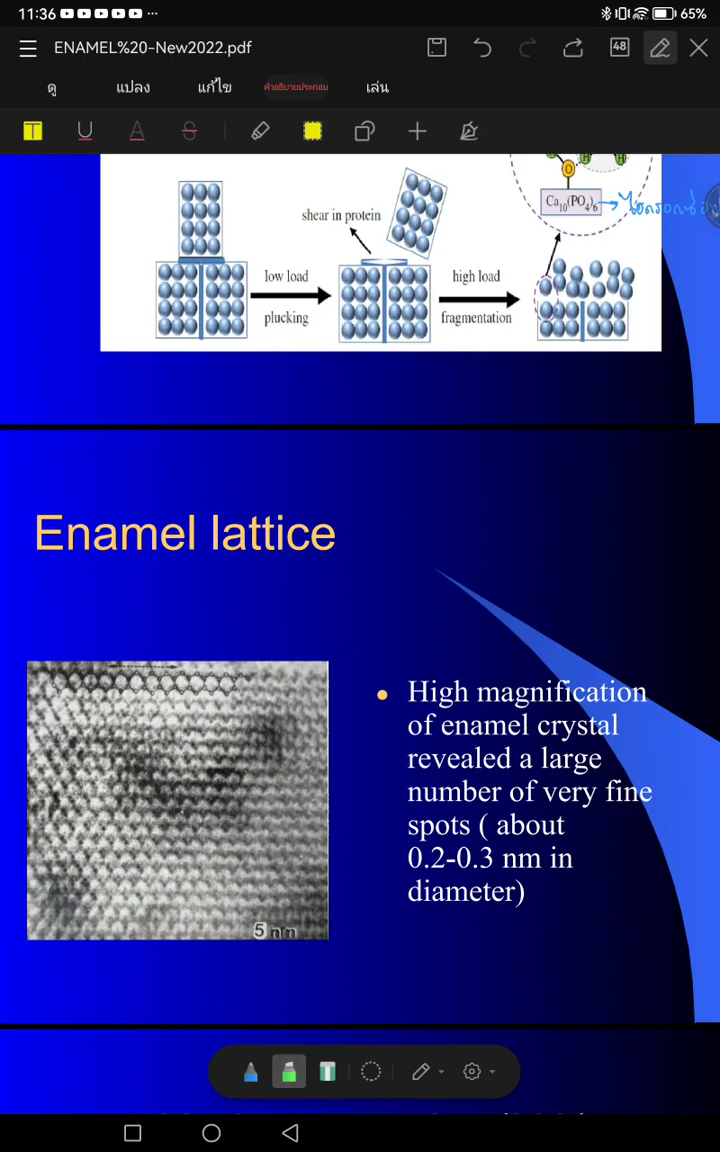 11:36
65%
ENAMEL%20-New2022.pdf
48
ดู
แปลง
แก้ไข
คำอธิบายประกอบ
เล่น
T
U
A
S
O
H
H
Ca10(PO4)6
shear in protein
low load
plucking
high load
fragmentation
Enamel lattice
High magnification
of enamel crystal
revealed a large
number of very fine
spots ( about
0.2-0.3 nm in
diameter)
5 nm